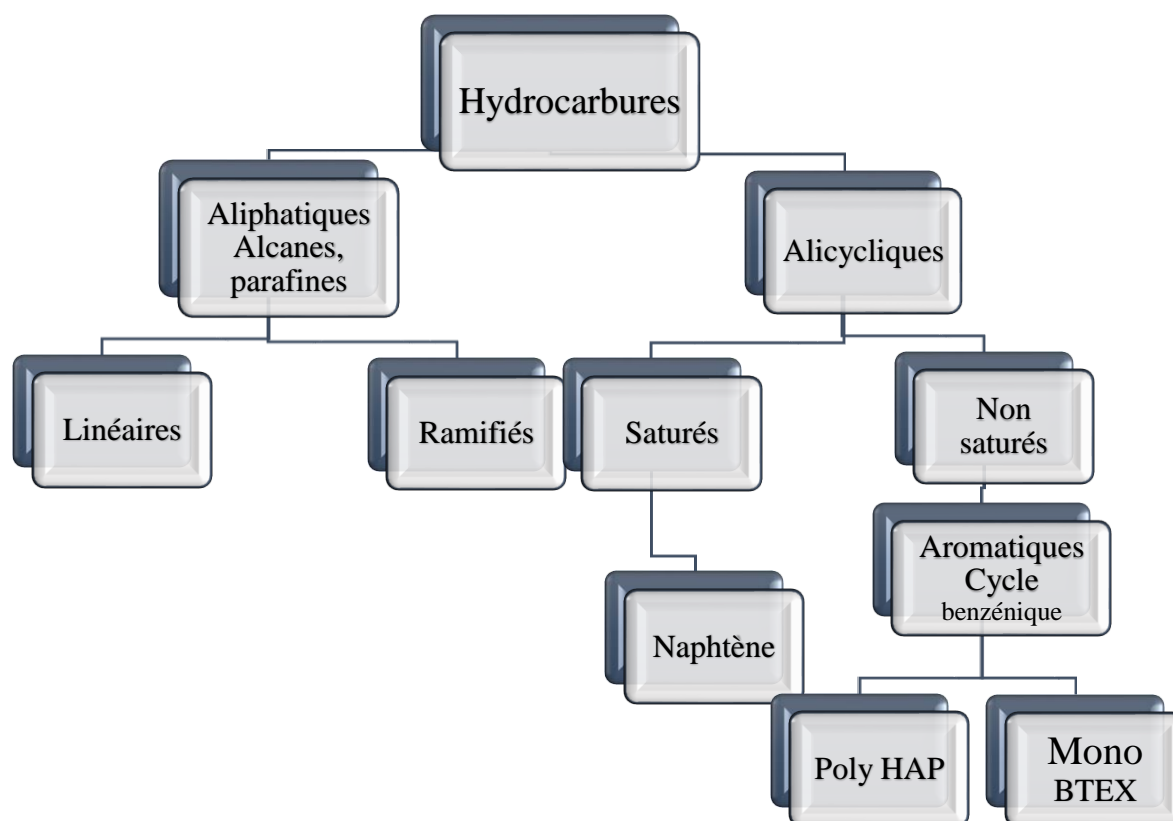 Hydrocarbures
Aliphatiques
Alcanes,
parafines
Alicycliques
Linéaires
Ramifiés
Saturés
Non
saturés
Aromatiques
Cycle
benzénique
Naphtène
Poly HAP
Mono
BTEX